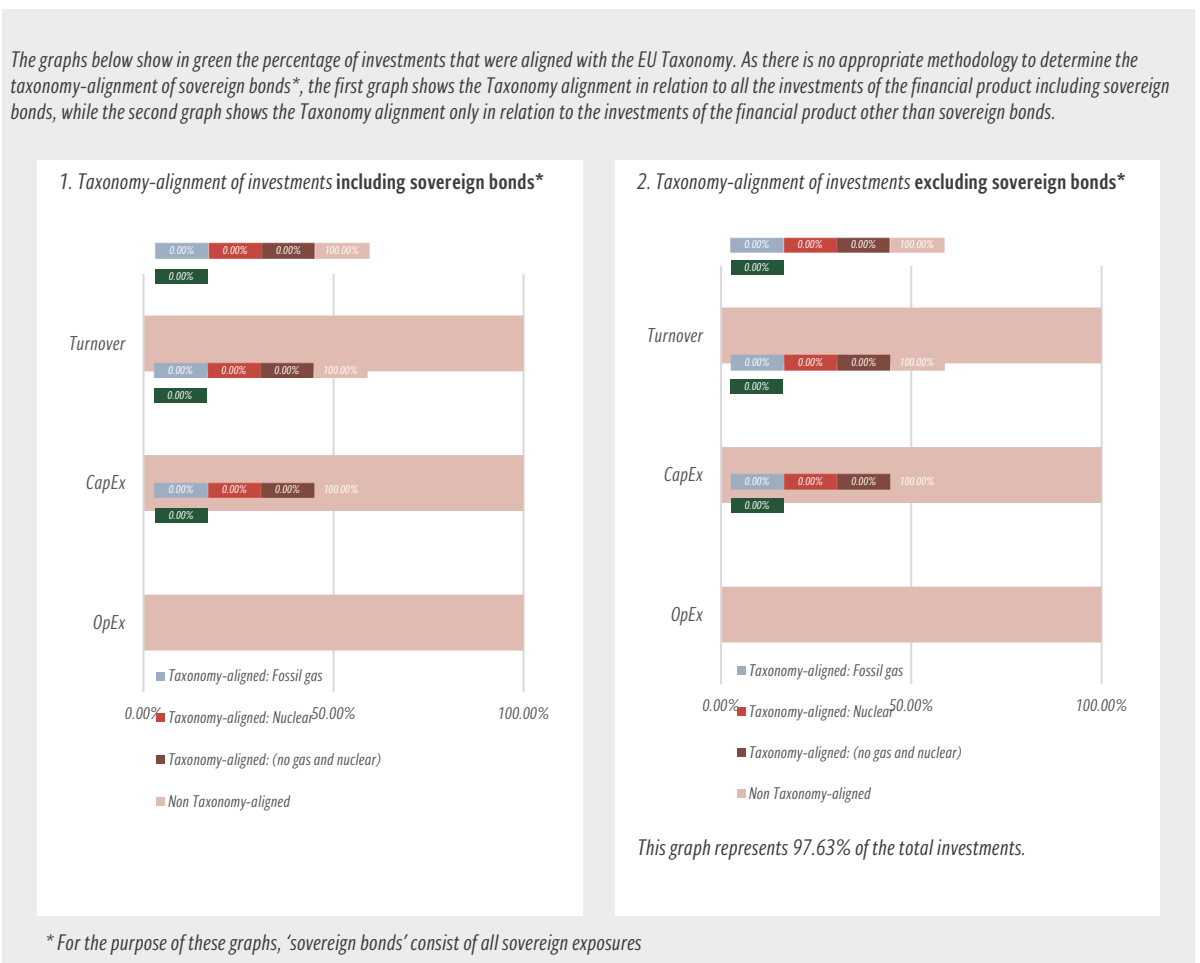 The graphs below show in green the percentage of investments that were aligned with the EU Taxonomy. As there is no appropriate methodology to determine the
taxonomy-alignment of sovereign bonds*, the first graph shows the Taxonomy alignment in relation to all the investments of the financial product including sovereign
bonds, while the second graph shows the Taxonomy alignment only in relation to the investments of the financial product other than sovereign bonds.
1. Taxonomy-alignment of investments including sovereign bonds*
0.00% 0.00% 0.00% 100.00%
0.00%
Turnover
0.00% 0.00% 0.00% 100.00%
0.00%
CapEx
0.00% 0.00% 0.00% 100.00%
0.00%
OpEx
Taxonomy-aligned: Fossil gas
0.00% 50.00% 100.00%
Taxonomy-aligned: Nuclear
Taxonomy-aligned: (no gas and nuclear)
Non Taxonomy-aligned
2. Taxonomy-alignment of investments excluding sovereign bonds*
0.00% 0.00% 0.00% 100.00%
0.00%
Turnover
0.00% 0.00% 0.00% 100.00%
0.00%
CapEx
0.00% 0.00% 0.00% 100.00%
0.00%
OpEx
Taxonomy-aligned: Fossil gas
0.00% 50.00% 100.00%
Taxonomy-aligned: Nuclear
Taxonomy-aligned: (no gas and nuclear)
Non Taxonomy-aligned
This graph represents 97.63% of the total investments.
* For the purpose of these graphs, ‘sovereign bonds’ consist of all sovereign exposures